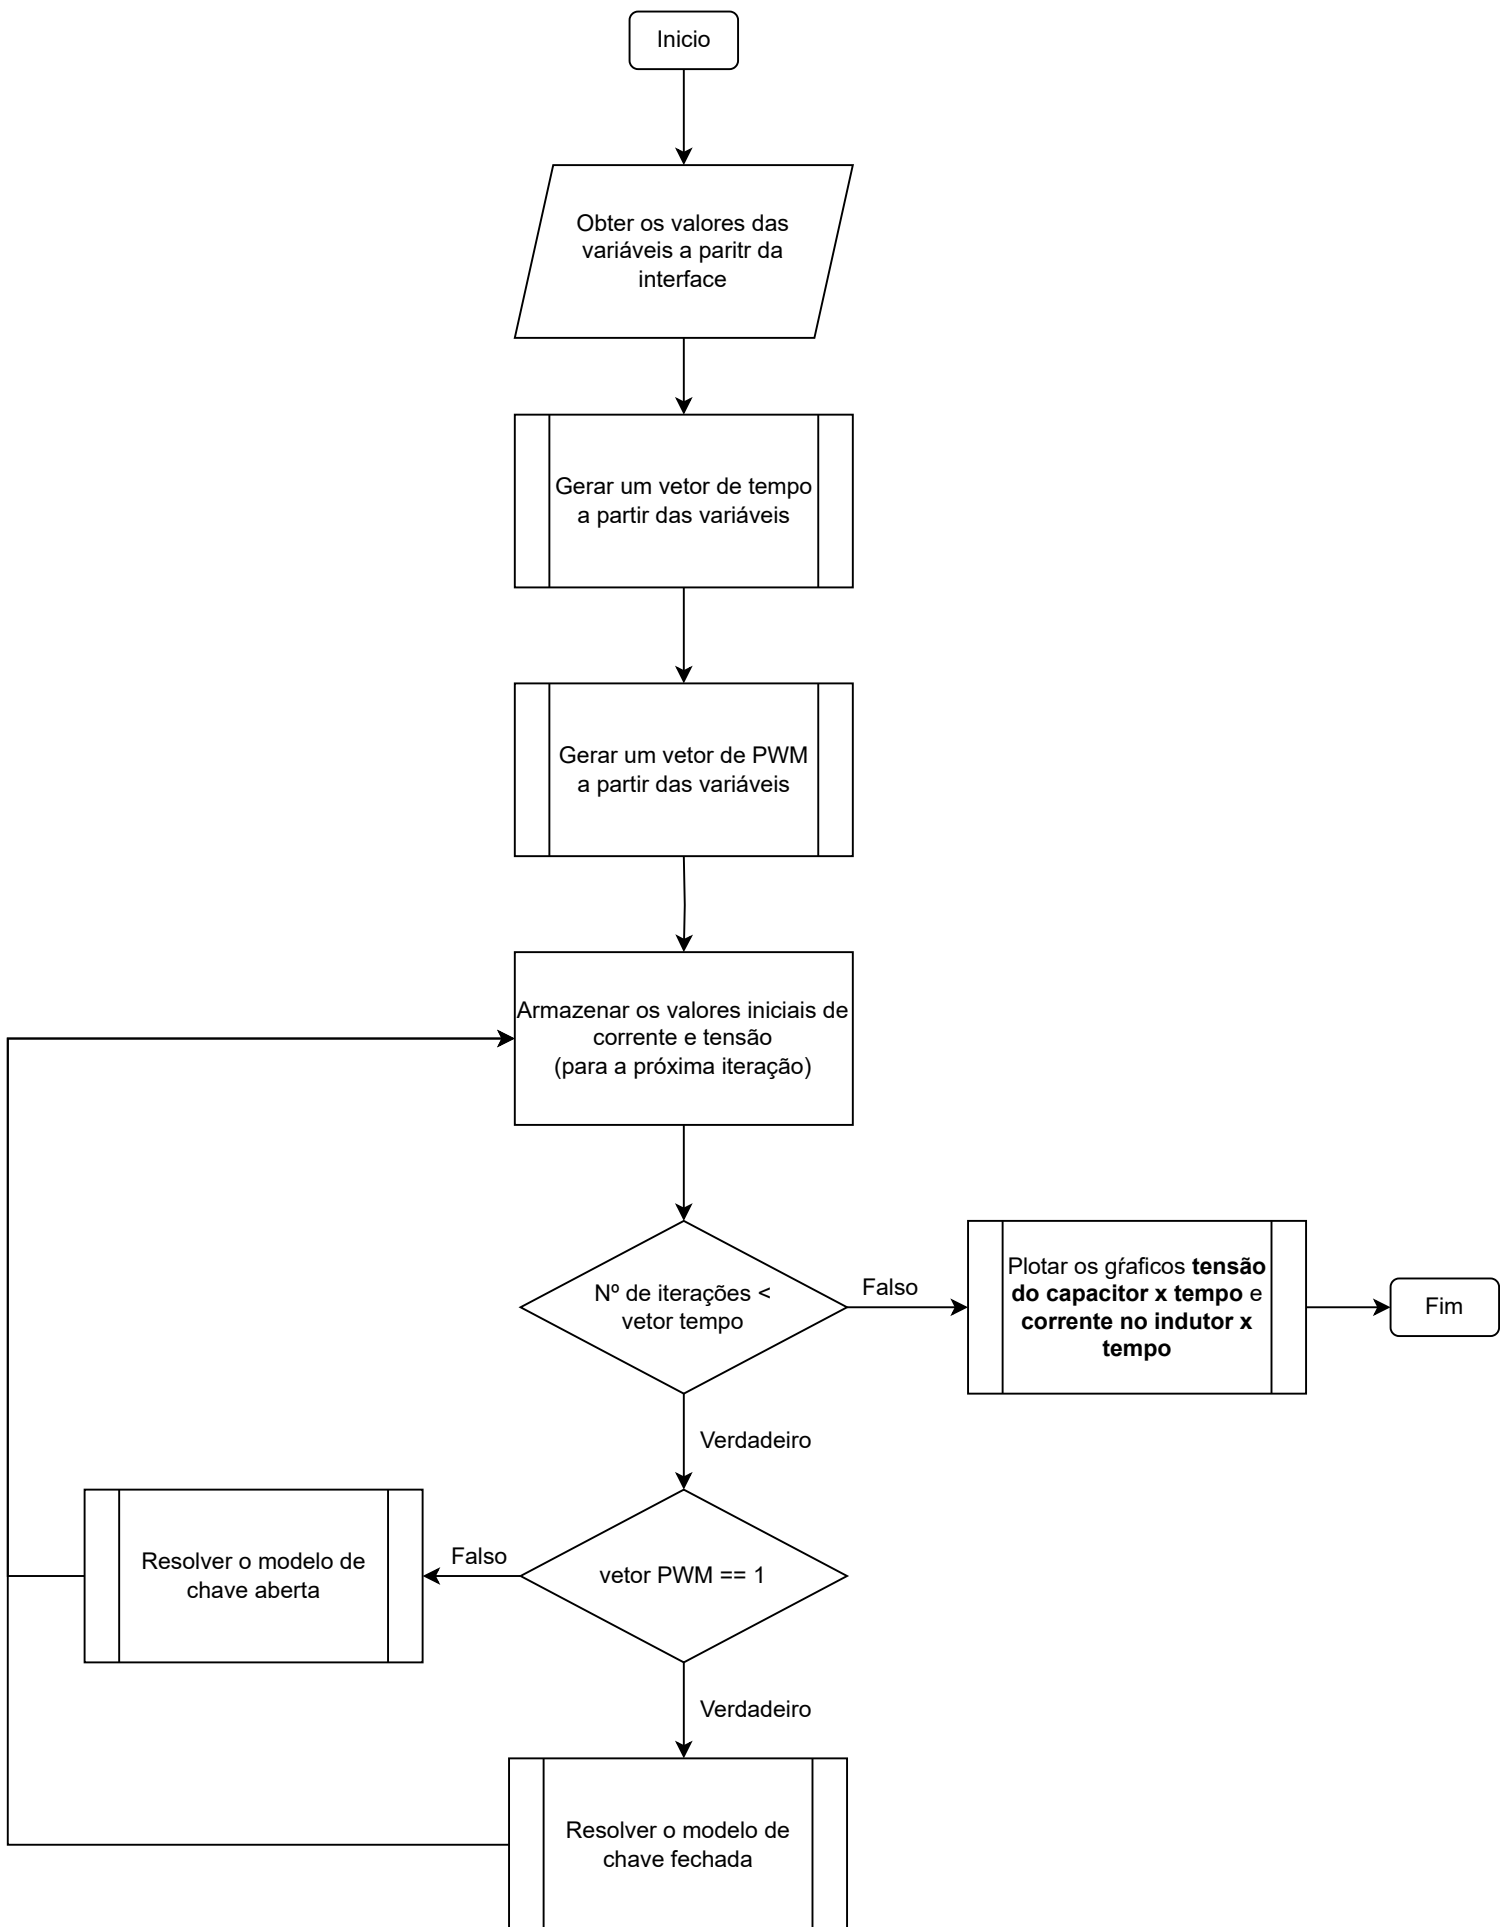 Inicio
Obter os valores das
variáveis a paritr da
interface
Gerar um vetor de tempo
a partir das variáveis
Gerar um vetor de PWM
a partir das variáveis
Armazenar os valores iniciais de
corrente e tensão
(para a próxima iteração)
Nº de iterações <
vetor tempo
Falso
Plotar os gŕaficos tensão
do capacitor x tempo e
corrente no indutor x
tempo
Fim
Verdadeiro
vetor PWM == 1
Falso
Resolver o modelo de
chave aberta
Verdadeiro
Resolver o modelo de
chave fechada